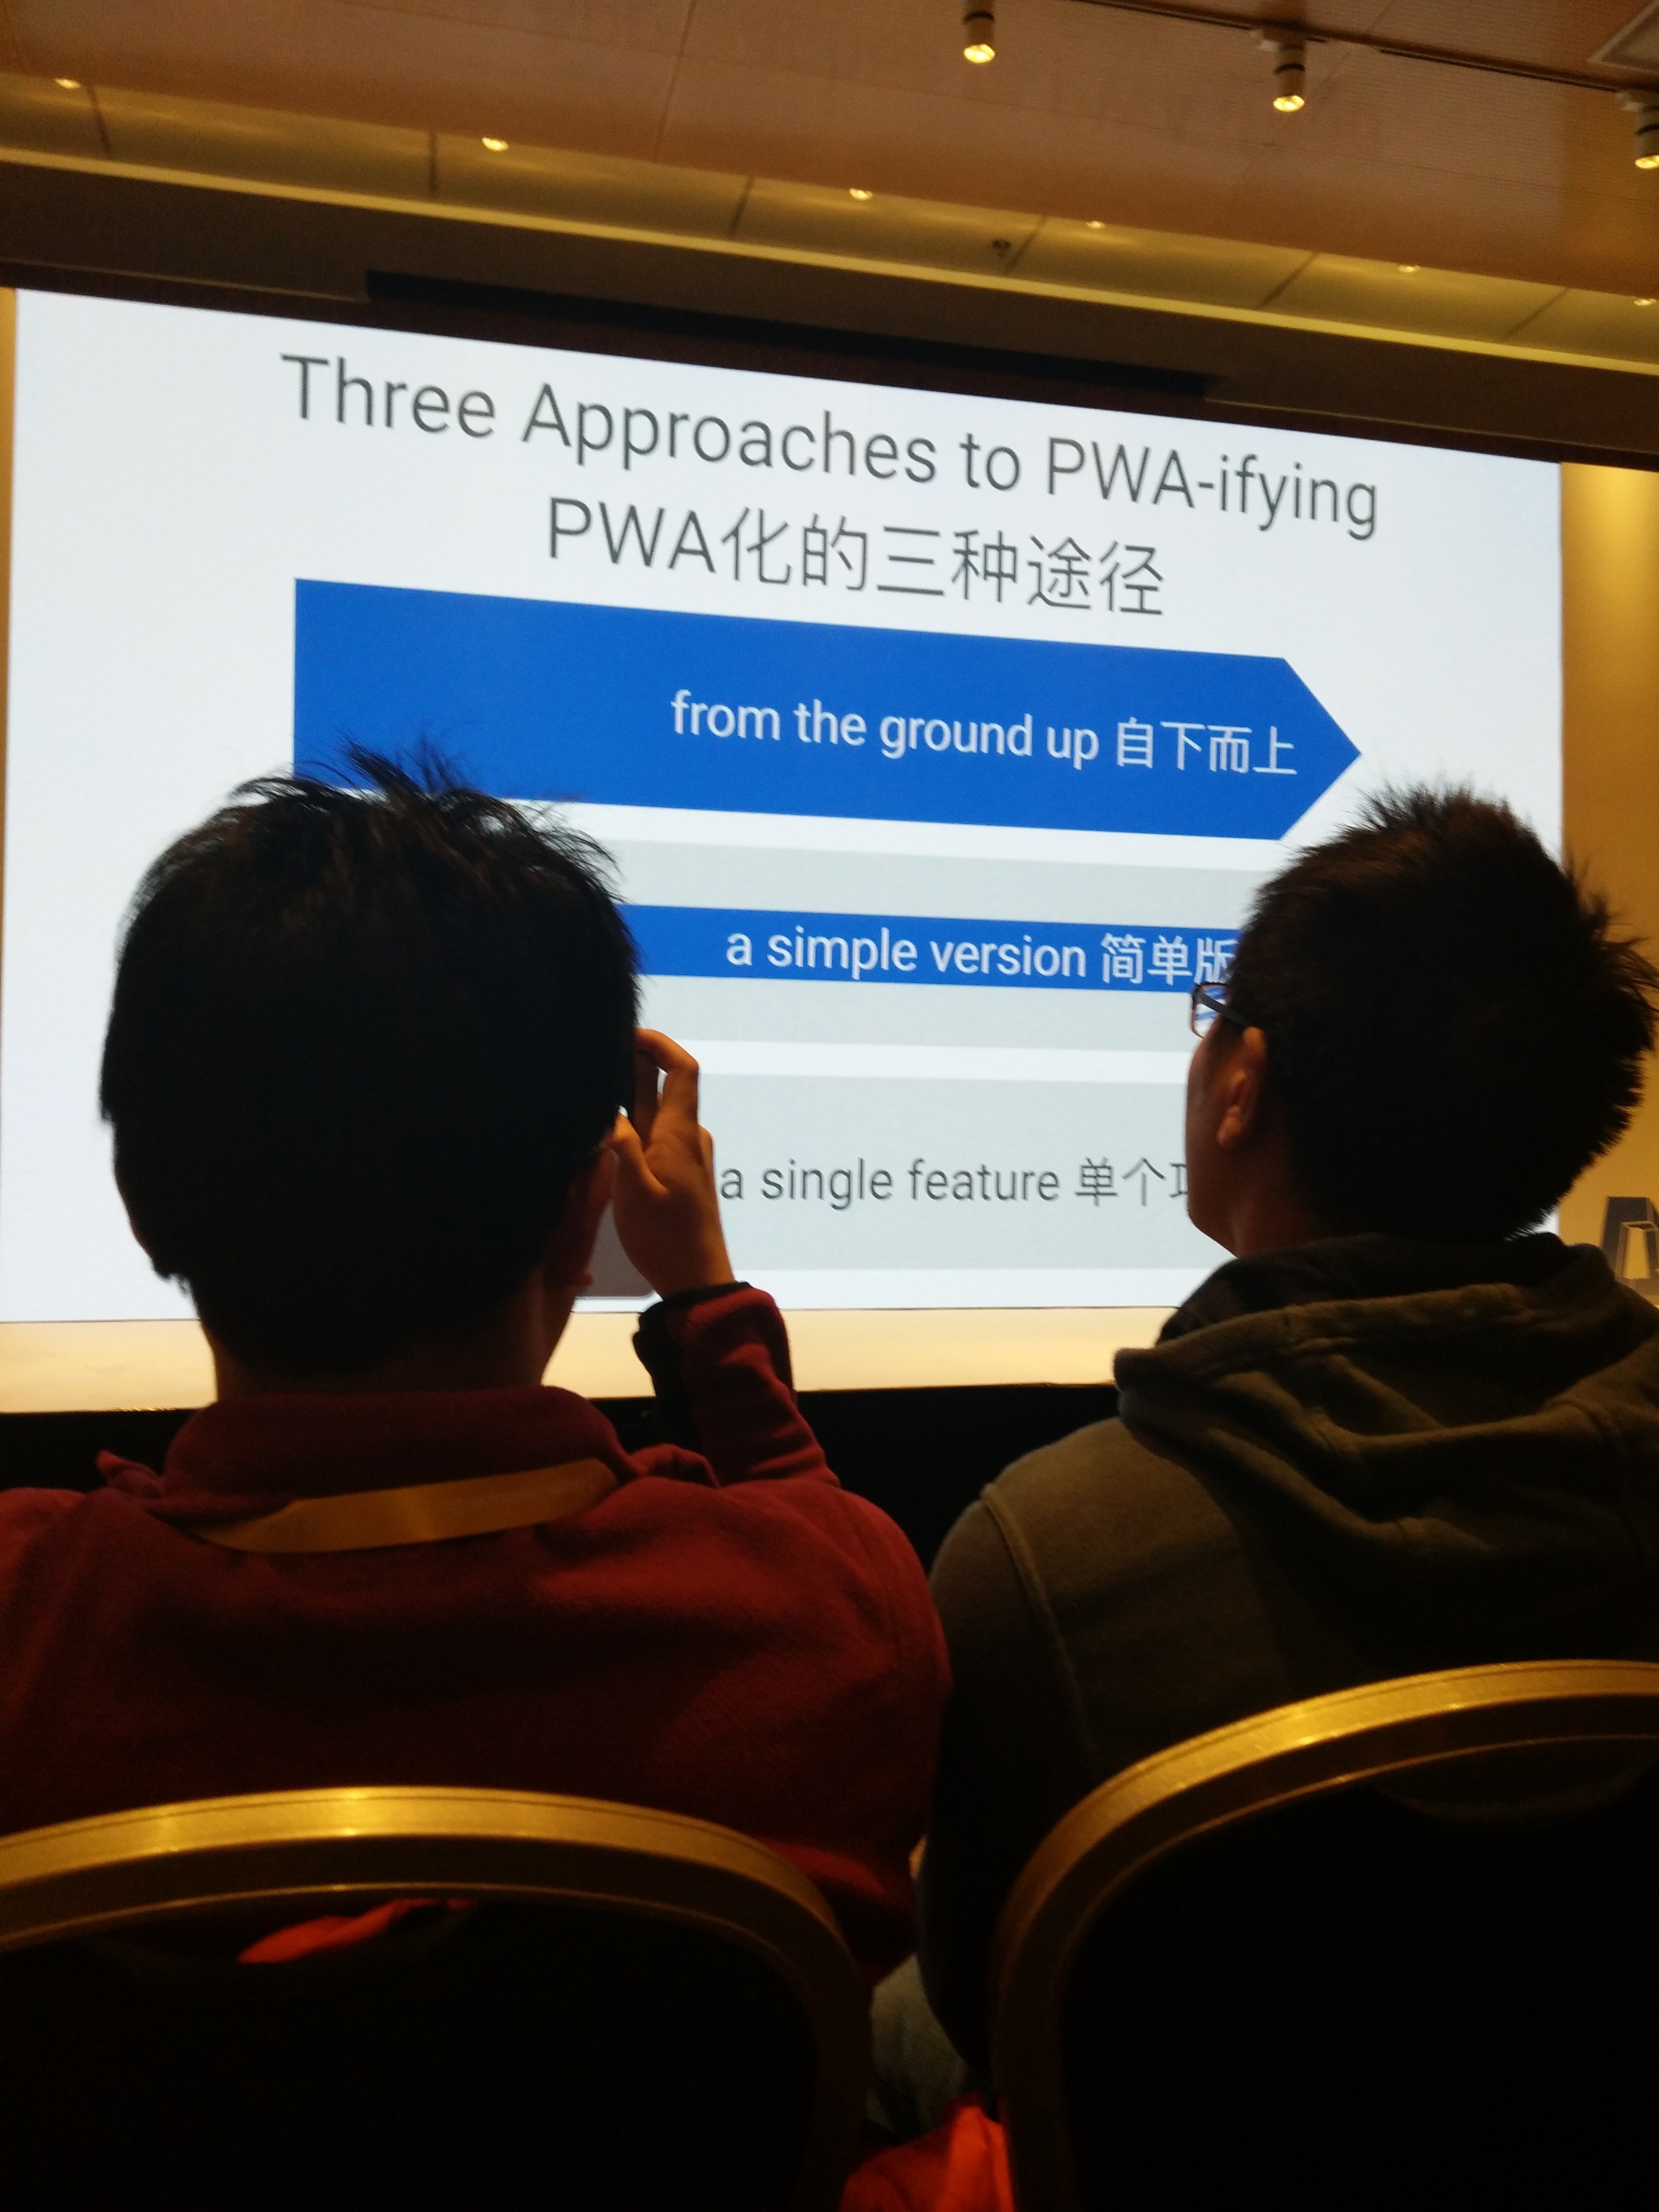 Three Approaches to PWA-ifying
PWA化的三种途径
from the ground up 自下而上
a simple version 简单版
a single feature 单个